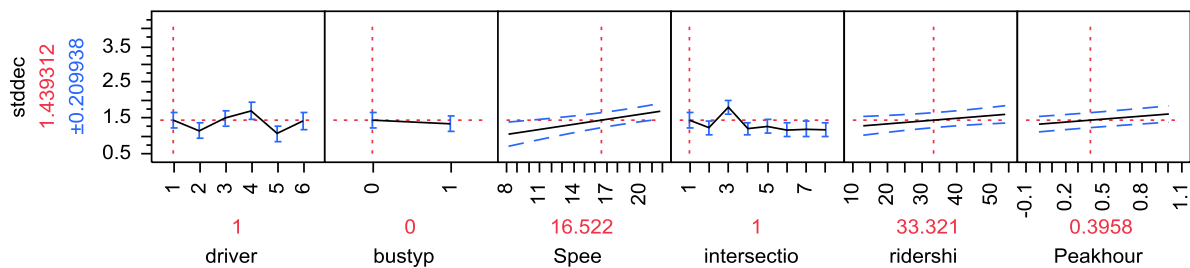 stddec
1.439312
±0.209938
3.5
2.5
1.5
0.5
1 2 3 4 5 6
0 1
8 11 14 17 20
1 3 5 7
10 20 30 40 50
-0.1 0.2 0.5 0.8 1.1
1 0 16.522 1 33.321 0.3958
driver bustyp Spee intersectio ridershi Peakhour